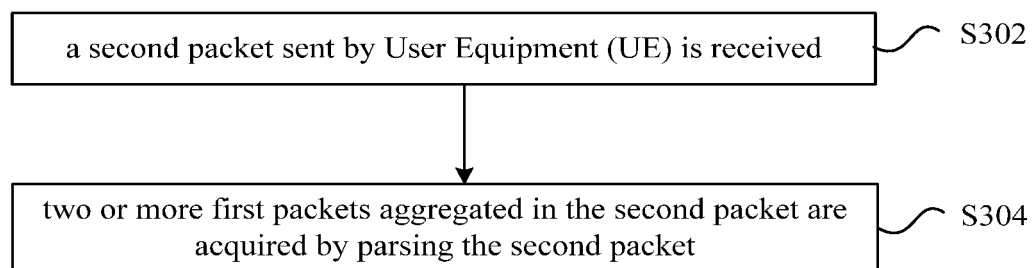 a second packet sent by User Equipment (UE) is received
S302
two or more first packets aggregated in the second packet are
acquired by parsing the second packet
S304